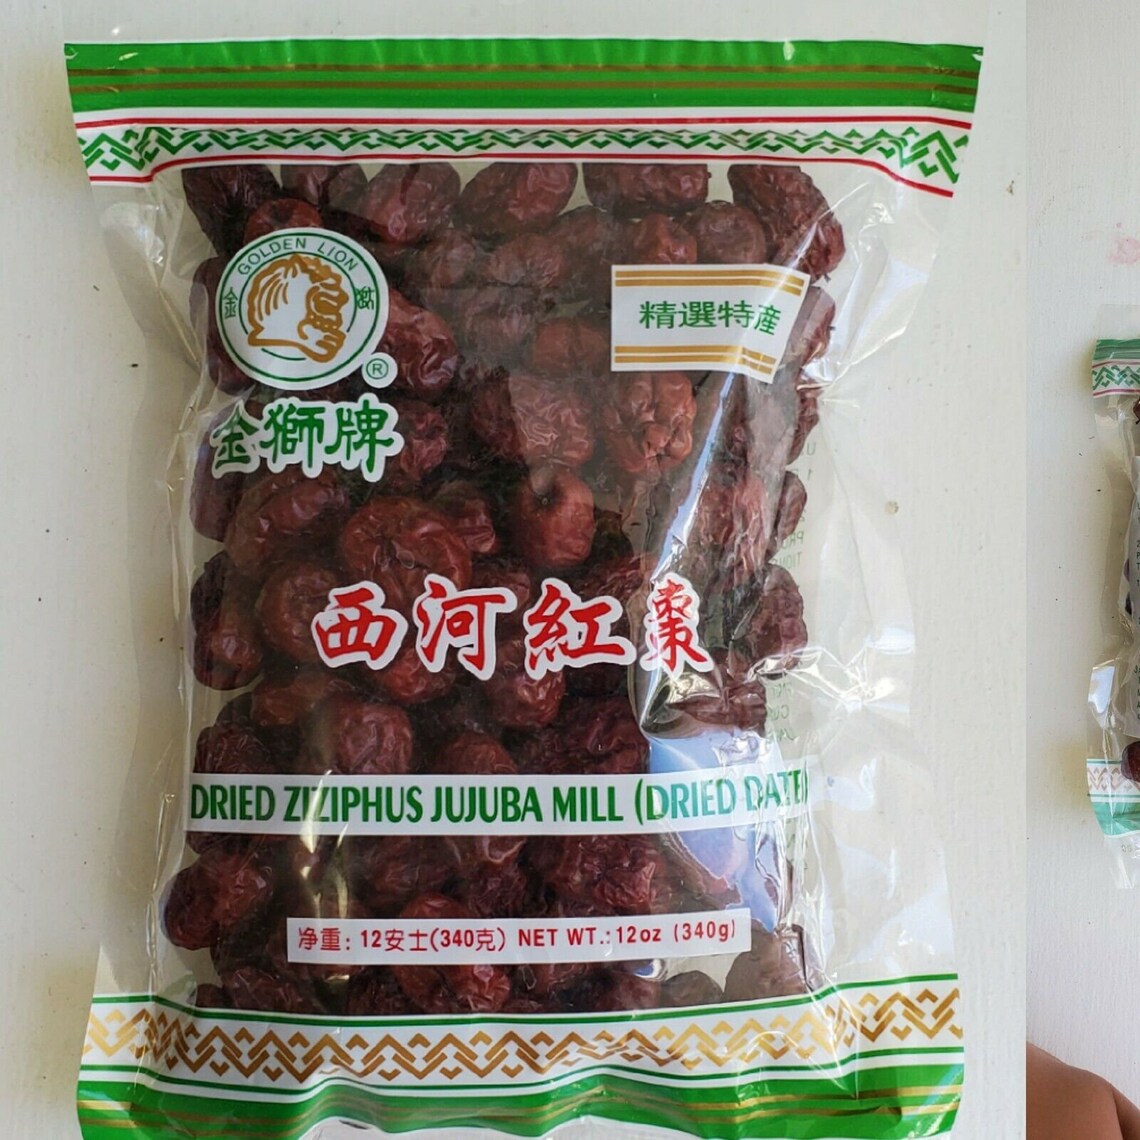 GOLDEN LION
金 獅
®
精選特産
金獅牌
西河紅棗
DRIED ZIZIPHUS JUJUBA MILL (DRIED DATE)
净重: 12安士(340克) NET WT.: 12oz (340g)